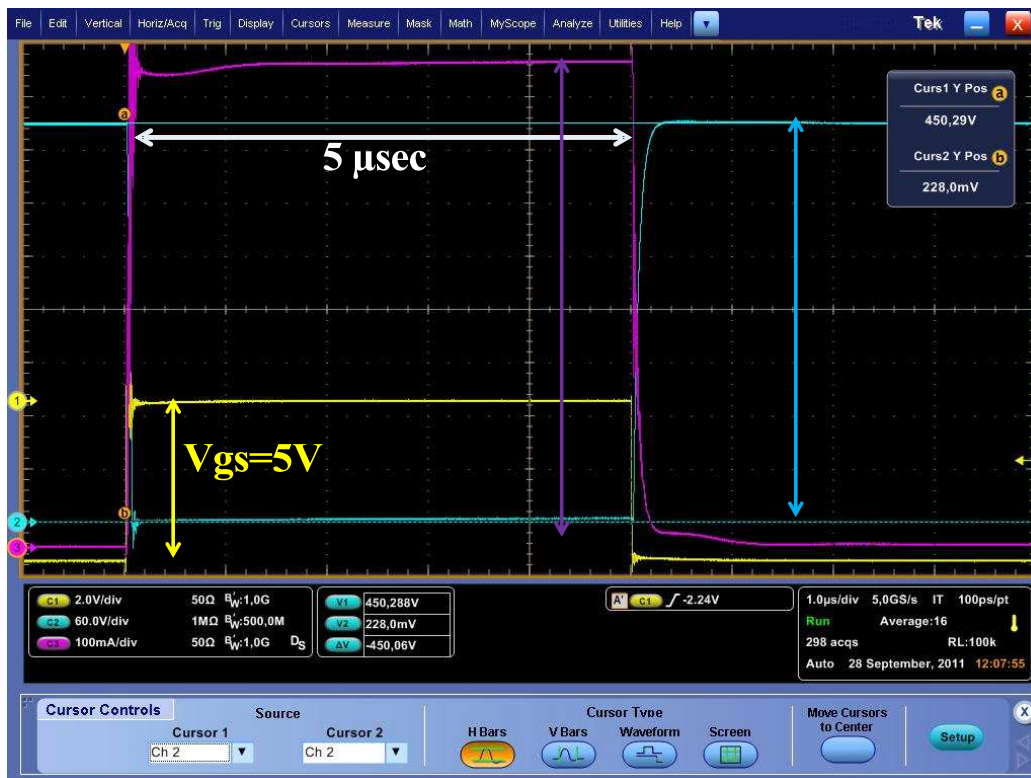 File Edit Vertical Horiz/Acq Trig Display Cursors Measure Mask Math MyScope Analyze Utilities Help Tek X
Curs1 Y Pos a
450,29V
Curs2 Y Pos b
228,0mV
a
5 μsec
1
Vgs=5V
b
2
3
C1 2.0V/div 50Ω B'W:1,0G
C2 60.0V/div 1MΩ B'W:500,0M
C3 100mA/div 50Ω B'W:1,0G DS
V1 450,288V
V2 228,0mV
ΔV -450,06V
A' C1 -2.24V
1.0μs/div 5,0GS/s IT 100ps/pt
Run Average:16
298 acqs RL:100k
Auto 28 September, 2011 12:07:55
Cursor Controls
Source
Cursor 1 Cursor 2
Ch 2 Ch 2
Cursor Type
H Bars V Bars Waveform Screen
Move Cursors
to Center
Setup
X